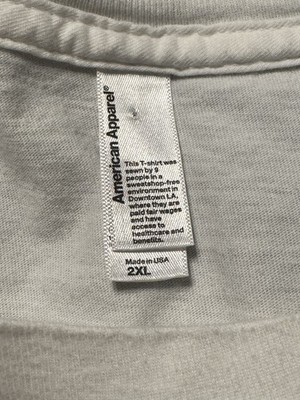 American Apparel®
This T-shirt was
sewn by 9
people in a
sweatshop-free
environment in
Downtown LA,
where they are
paid fair wages
and have
access to
healthcare and
benefits.
Made in USA
2XL